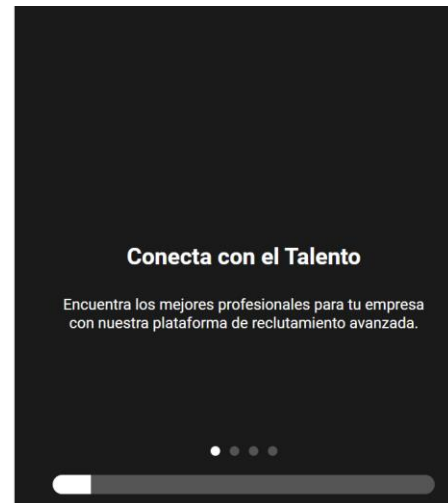 Conecta con el Talento
Encuentra los mejores profesionales para tu empresa
con nuestra plataforma de reclutamiento avanzada.